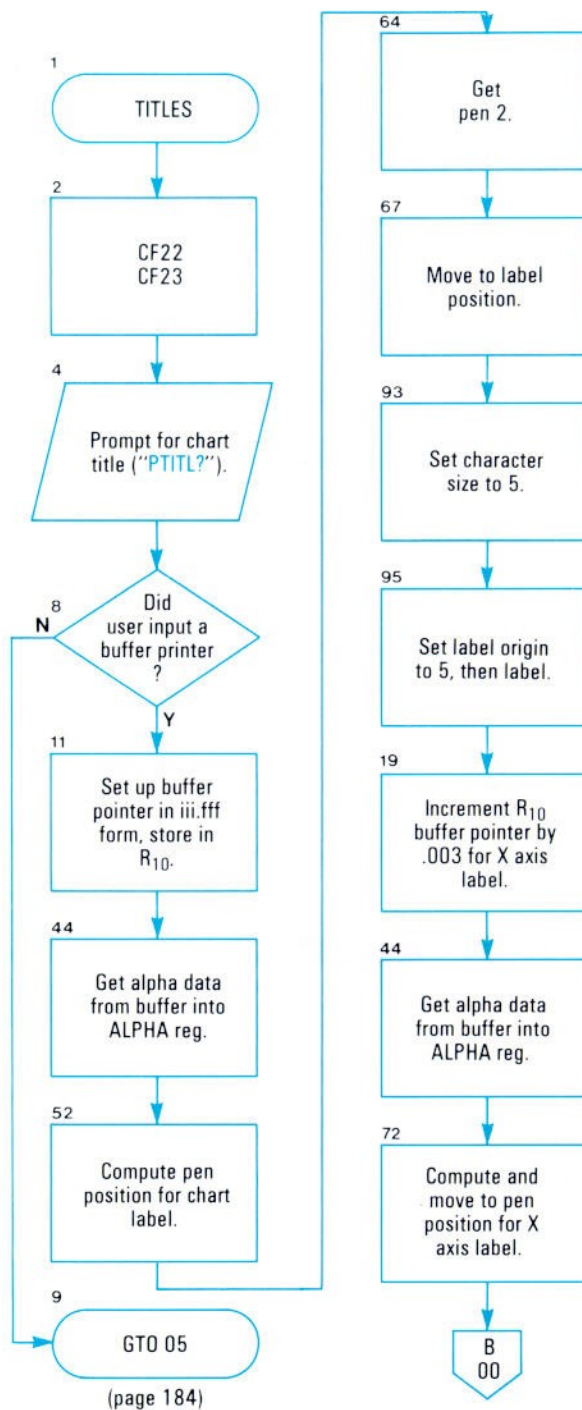 1
TITLES
2
CF22
CF23
4
Prompt for chart
title ("PTITL?").
8
Did
user input a
buffer printer
?
N
Y
11
Set up buffer
pointer in iii.fff
form, store in
R10.
44
Get alpha data
from buffer into
ALPHA reg.
52
Compute pen
position for chart
label.
9
GTO 05
(page 184)
64
Get
pen 2.
67
Move to label
position.
93
Set character
size to 5.
95
Set label origin
to 5, then label.
19
Increment R10
buffer pointer by
.003 for X axis
label.
44
Get alpha data
from buffer into
ALPHA reg.
72
Compute and
move to pen
position for X
axis label.
B
00